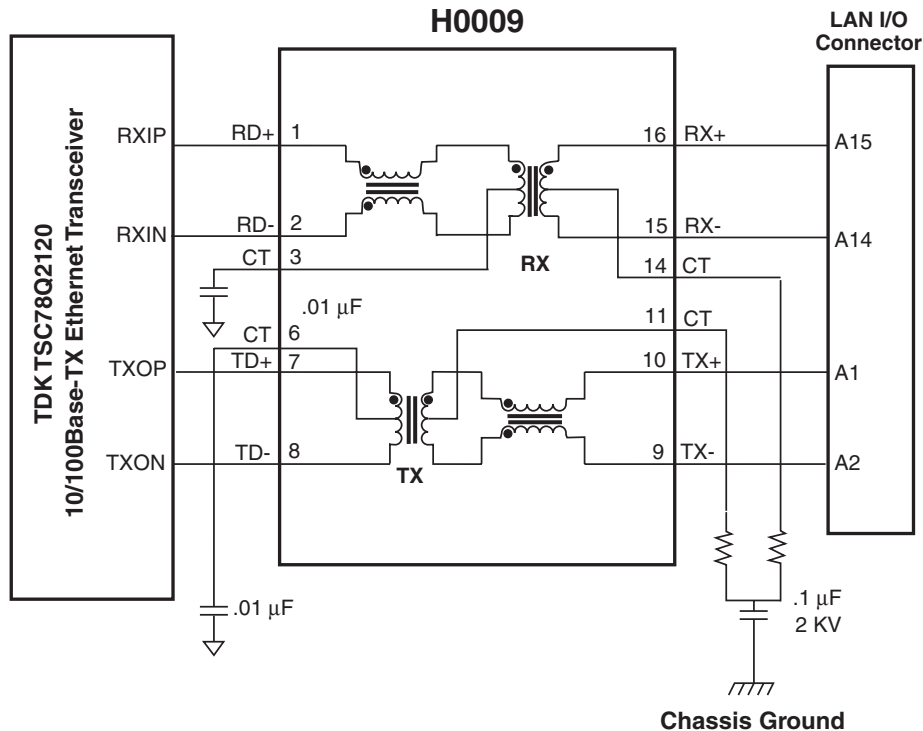 H0009
LAN I/O
Connector
TDK TSC78Q2120
10/100Base-TX Ethernet Transceiver
RXIP
RD+
1
16
RX+
A15
RXIN
RD-
2
15
RX-
A14
CT
3
RX
14
CT
.01 µF
11
CT
CT
6
TXOP
TD+
7
10
TX+
A1
TXON
TD-
8
TX
9
TX-
A2
.01 µF
.1 µF
2 KV
Chassis Ground